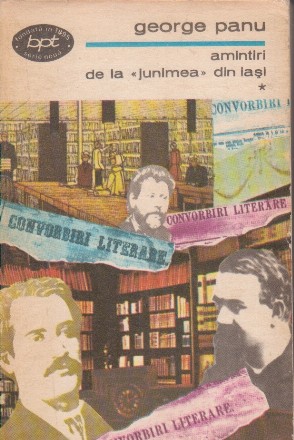 fondată în 1895
bpt
serie nouă
george panu
amintiri
de la «junimea» din iași
*
CONVORBIRI
CONVORBIRI LITERARE
CONVORBIRI LITERARE
CONVORBIRI LITERARE